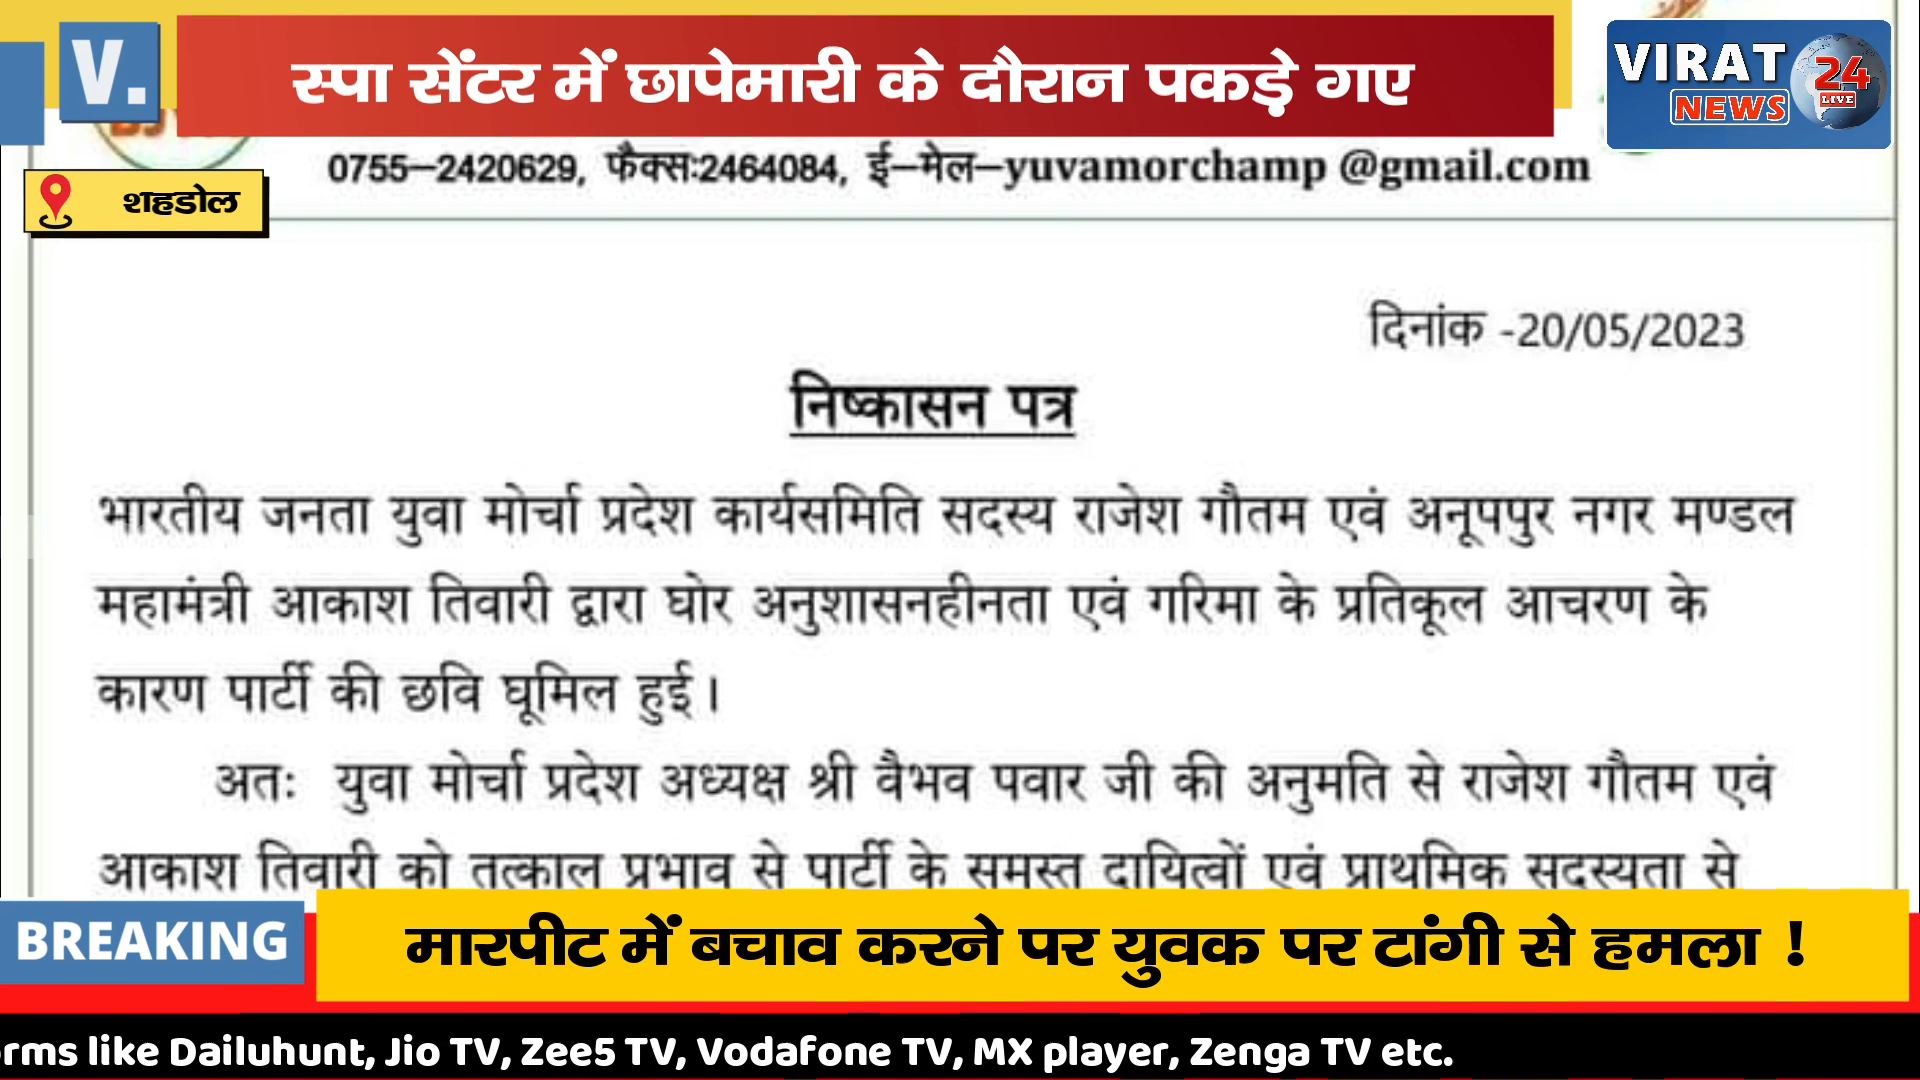 V.
स्पा सेंटर में छापेमारी के दौरान पकड़े गए
VIRAT
NEWS
24
LIVE
0755–2420629, फैक्स:2464084, ई–मेल–yuvamorchamp @gmail.com
शहडोल
दिनांक -20/05/2023
निष्कासन पत्र
भारतीय जनता युवा मोर्चा प्रदेश कार्यसमिति सदस्य राजेश गौतम एवं अनूपपुर नगर मण्डल
महामंत्री आकाश तिवारी द्वारा घोर अनुशासनहीनता एवं गरिमा के प्रतिकूल आचरण के
कारण पार्टी की छवि घूमिल हुई।
अतः युवा मोर्चा प्रदेश अध्यक्ष श्री वैभव पवार जी की अनुमति से राजेश गौतम एवं
आकाश तिवारी को तत्काल प्रभाव से पार्टी के समस्त दायित्वों एवं प्राथमिक सदस्यता से
BREAKING
मारपीट में बचाव करने पर युवक पर टांगी से हमला !
rms like Dailuhunt, Jio TV, Zee5 TV, Vodafone TV, MX player, Zenga TV etc.